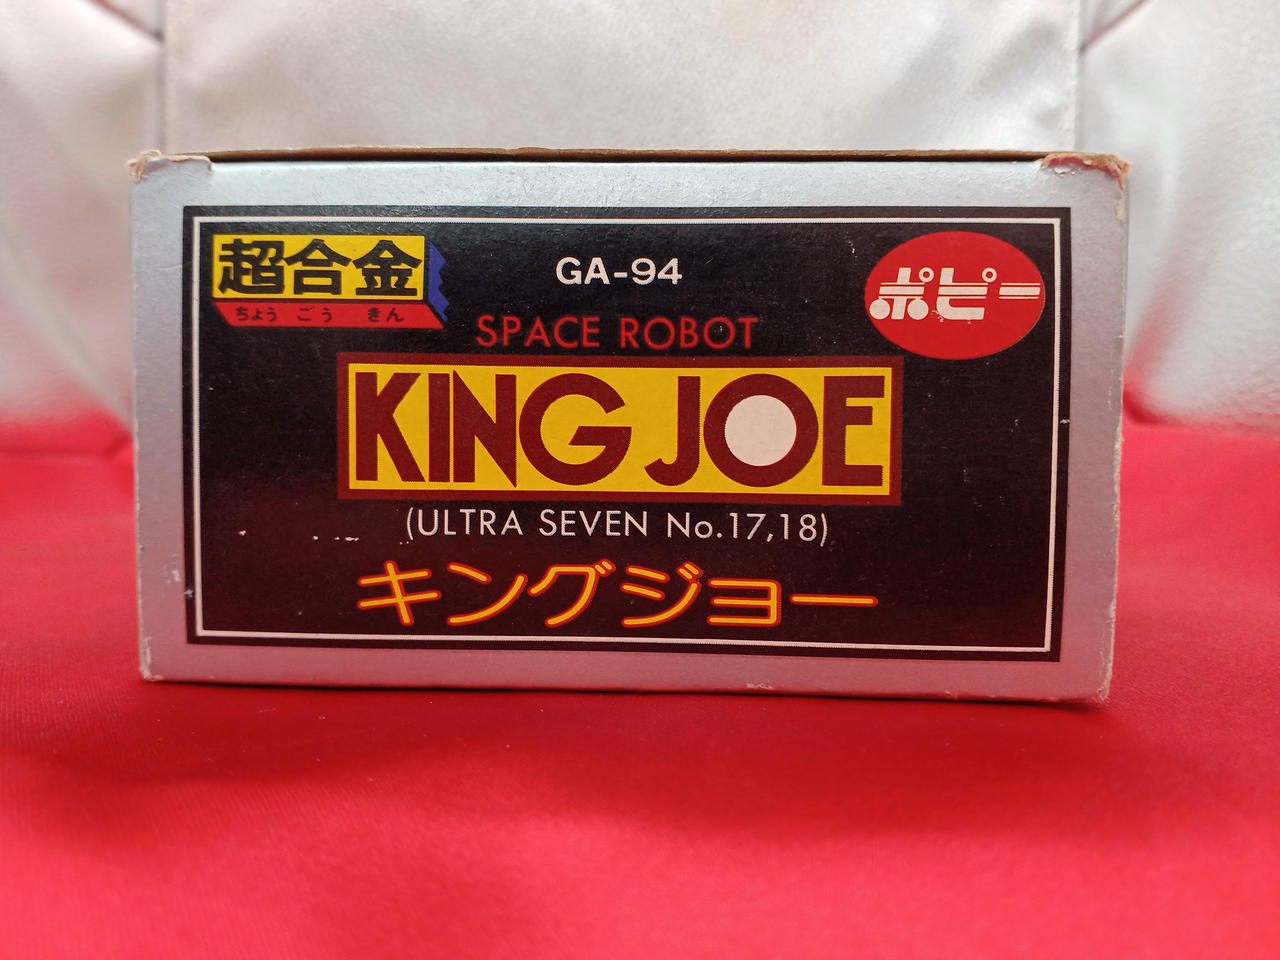 超合金
ちょう ごう きん
GA-94
ポピー
SPACE ROBOT
KING JOE
(ULTRA SEVEN No.17,18)
キングジョー